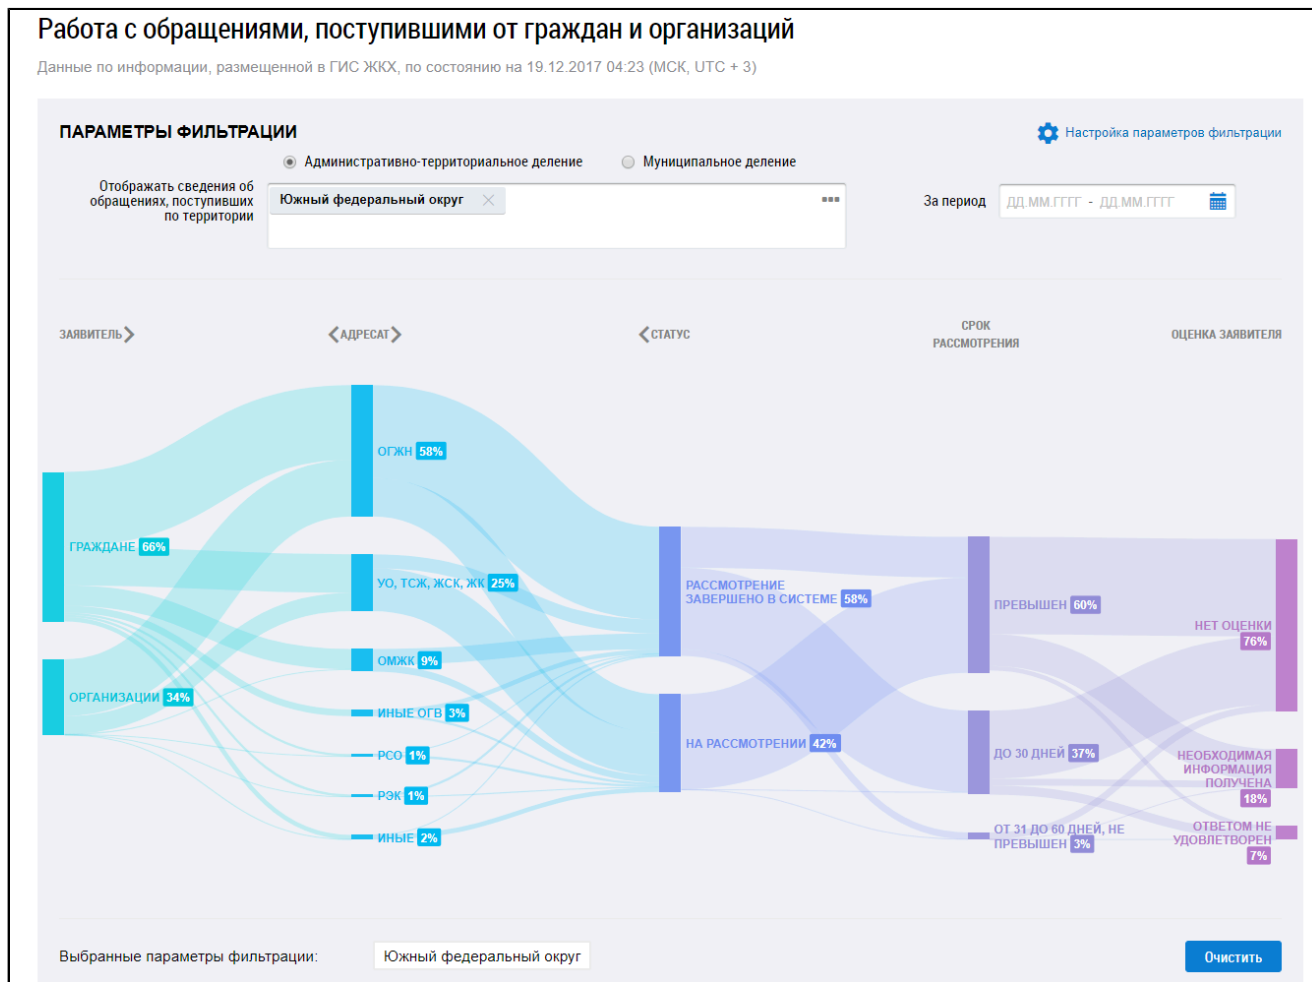 Работа с обращениями, поступившими от граждан и организаций
Данные по информации, размещенной в ГИС ЖКХ, по состоянию на 19.12.2017 04:23 (МСК, UTC + 3)
ПАРАМЕТРЫ ФИЛЬТРАЦИИ
Настройка параметров фильтрации
Административно-территориальное деление
Муниципальное деление
Отображать сведения об
обращениях, поступивших
по территории
Южный федеральный округ
За период
ДД.ММ.ГГГГ - ДД.ММ.ГГГГ
ЗАЯВИТЕЛЬ
АДРЕСАТ
СТАТУС
СРОК
РАССМОТРЕНИЯ
ОЦЕНКА ЗАЯВИТЕЛЯ
ГРАЖДАНЕ 66%
ОРГАНИЗАЦИИ 34%
ОГЖН 58%
УО, ТСЖ, ЖСК, ЖК 25%
ОМЖК 9%
ИНЫЕ ОГВ 3%
РСО 1%
РЭК 1%
ИНЫЕ 2%
РАССМОТРЕНИЕ
ЗАВЕРШЕНО В СИСТЕМЕ 58%
НА РАССМОТРЕНИИ 42%
ПРЕВЫШЕН 60%
ДО 30 ДНЕЙ 37%
ОТ 31 ДО 60 ДНЕЙ, НЕ
ПРЕВЫШЕН 3%
НЕТ ОЦЕНКИ
76%
НЕОБХОДИМАЯ
ИНФОРМАЦИЯ
ПОЛУЧЕНА
18%
ОТВЕТОМ НЕ
УДОВЛЕТВОРЕН
7%
Выбранные параметры фильтрации:
Южный федеральный округ
Очистить